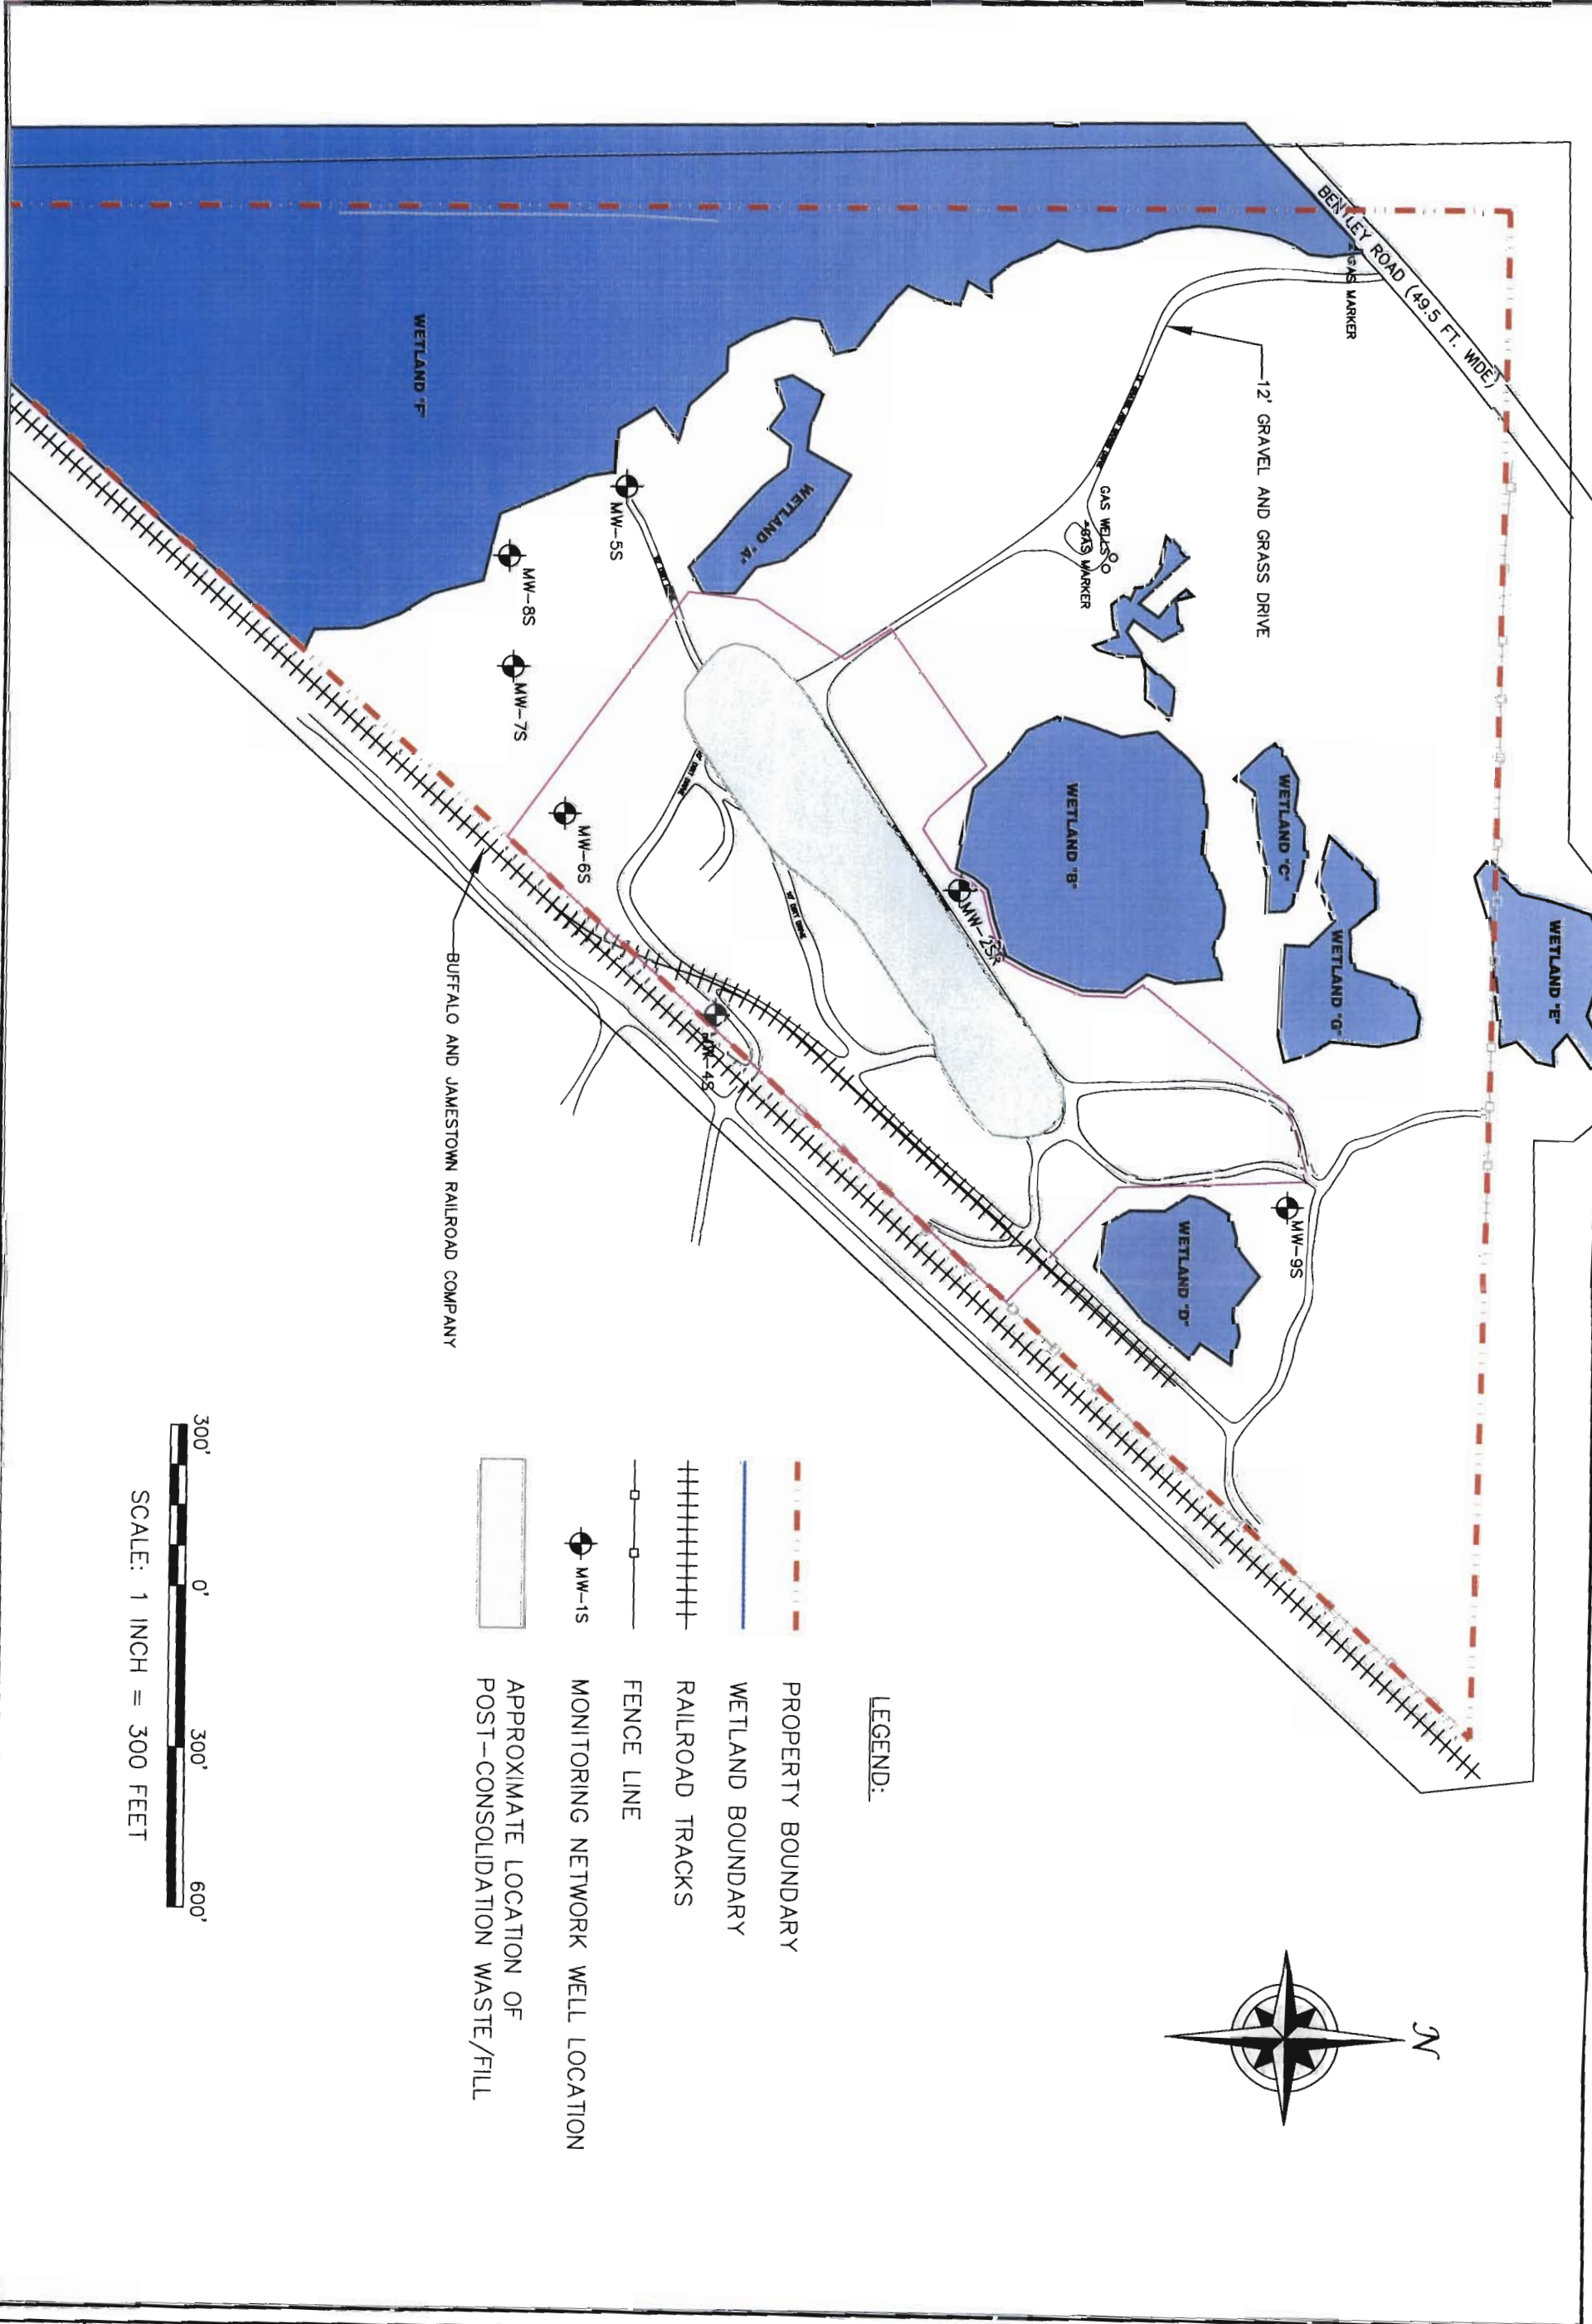 BENTLEY ROAD (49.5 FT. WIDE)
GAS MARKER
12' GRAVEL AND GRASS DRIVE
GAS WELLS
GAS MARKER
WETLAND "E"
WETLAND "C"
WETLAND "G"
WETLAND "B"
WETLAND "A"
WETLAND "F"
WETLAND "D"
MW-9S
MW-2SR
MW-5S
MW-8S
MW-7S
MW-6S
MW-4S
BUFFALO AND JAMESTOWN RAILROAD COMPANY
N
LEGEND:
PROPERTY BOUNDARY
WETLAND BOUNDARY
RAILROAD TRACKS
FENCE LINE
MW-1S
MONITORING NETWORK WELL LOCATION
APPROXIMATE LOCATION OF
POST-CONSOLIDATION WASTE/FILL
300' 0' 300' 600'
SCALE: 1 INCH = 300 FEET